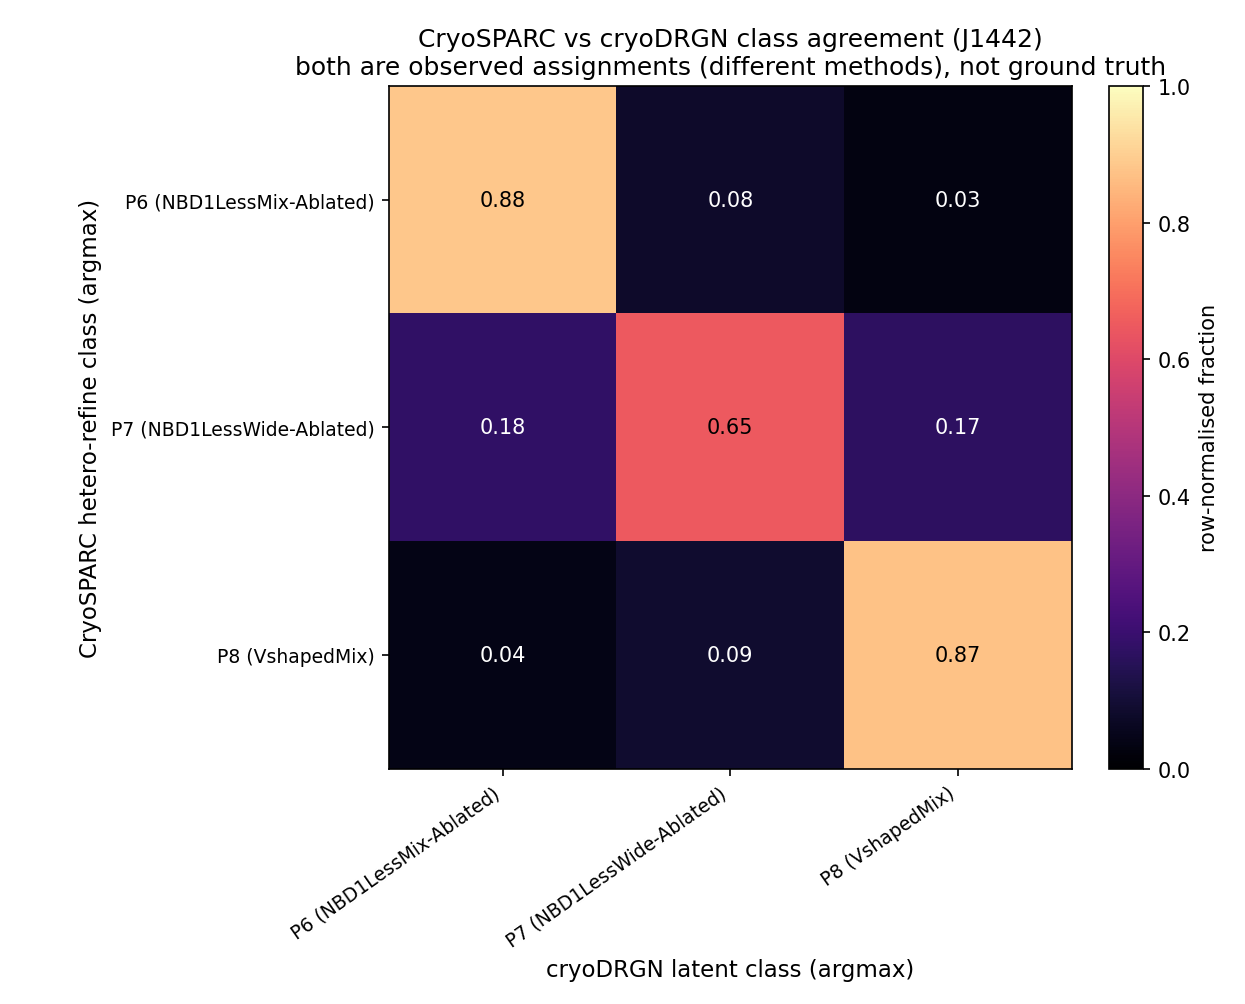 CryoSPARC vs cryoDRGN class agreement (J1442)
both are observed assignments (different methods), not ground truth
CryoSPARC hetero-refine class (argmax)
P6 (NBD1LessMix-Ablated)
0.88
0.08
0.03
P7 (NBD1LessWide-Ablated)
0.18
0.65
0.17
P8 (VshapedMix)
0.04
0.09
0.87
P6 (NBD1LessMix-Ablated)
P7 (NBD1LessWide-Ablated)
P8 (VshapedMix)
cryoDRGN latent class (argmax)
1.0
0.8
0.6
0.4
0.2
0.0
row-normalised fraction